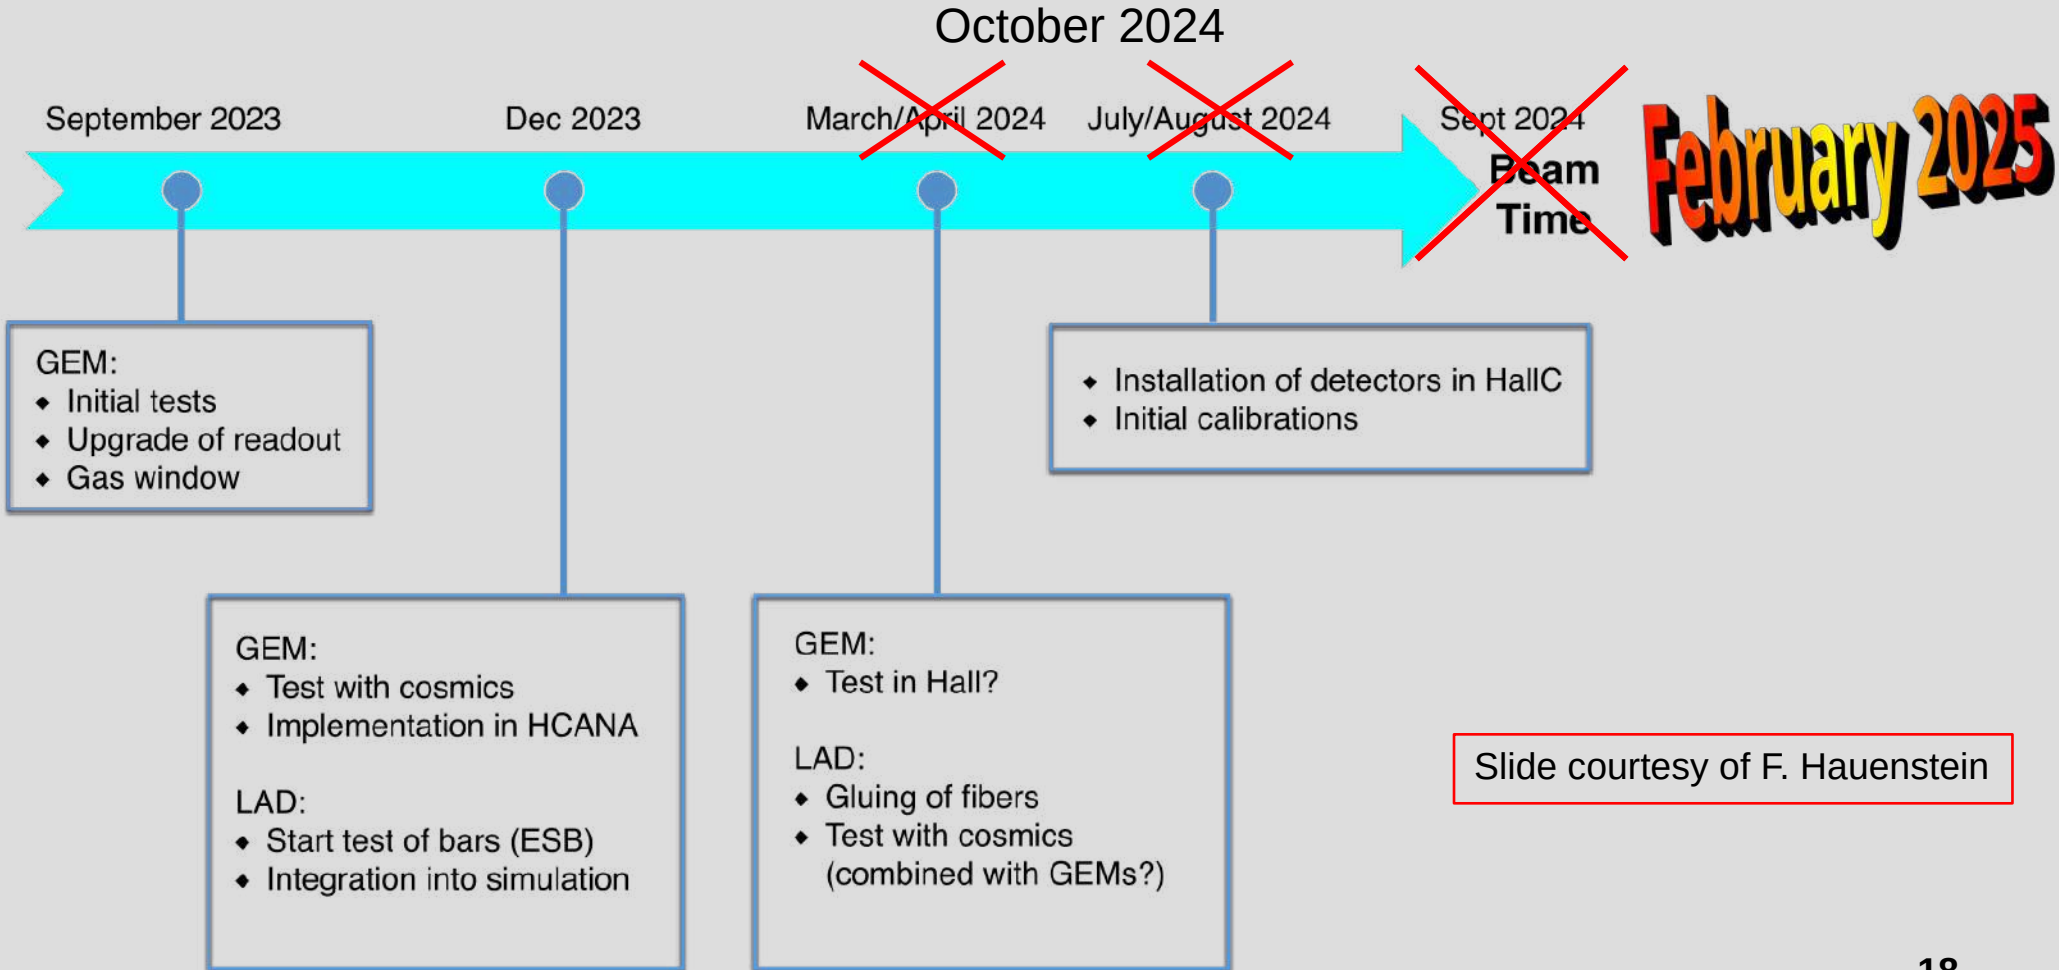 October 2024
September 2023
Dec 2023
March/April 2024
July/August 2024
Sept 2024
Beam
Time
February 2025
GEM:
◆ Initial tests
◆ Upgrade of readout
◆ Gas window
◆ Installation of detectors in HallC
◆ Initial calibrations
GEM:
◆ Test with cosmics
◆ Implementation in HCANA
LAD:
◆ Start test of bars (ESB)
◆ Integration into simulation
GEM:
◆ Test in Hall?
LAD:
◆ Gluing of fibers
◆ Test with cosmics
(combined with GEMs?)
Slide courtesy of F. Hauenstein
18